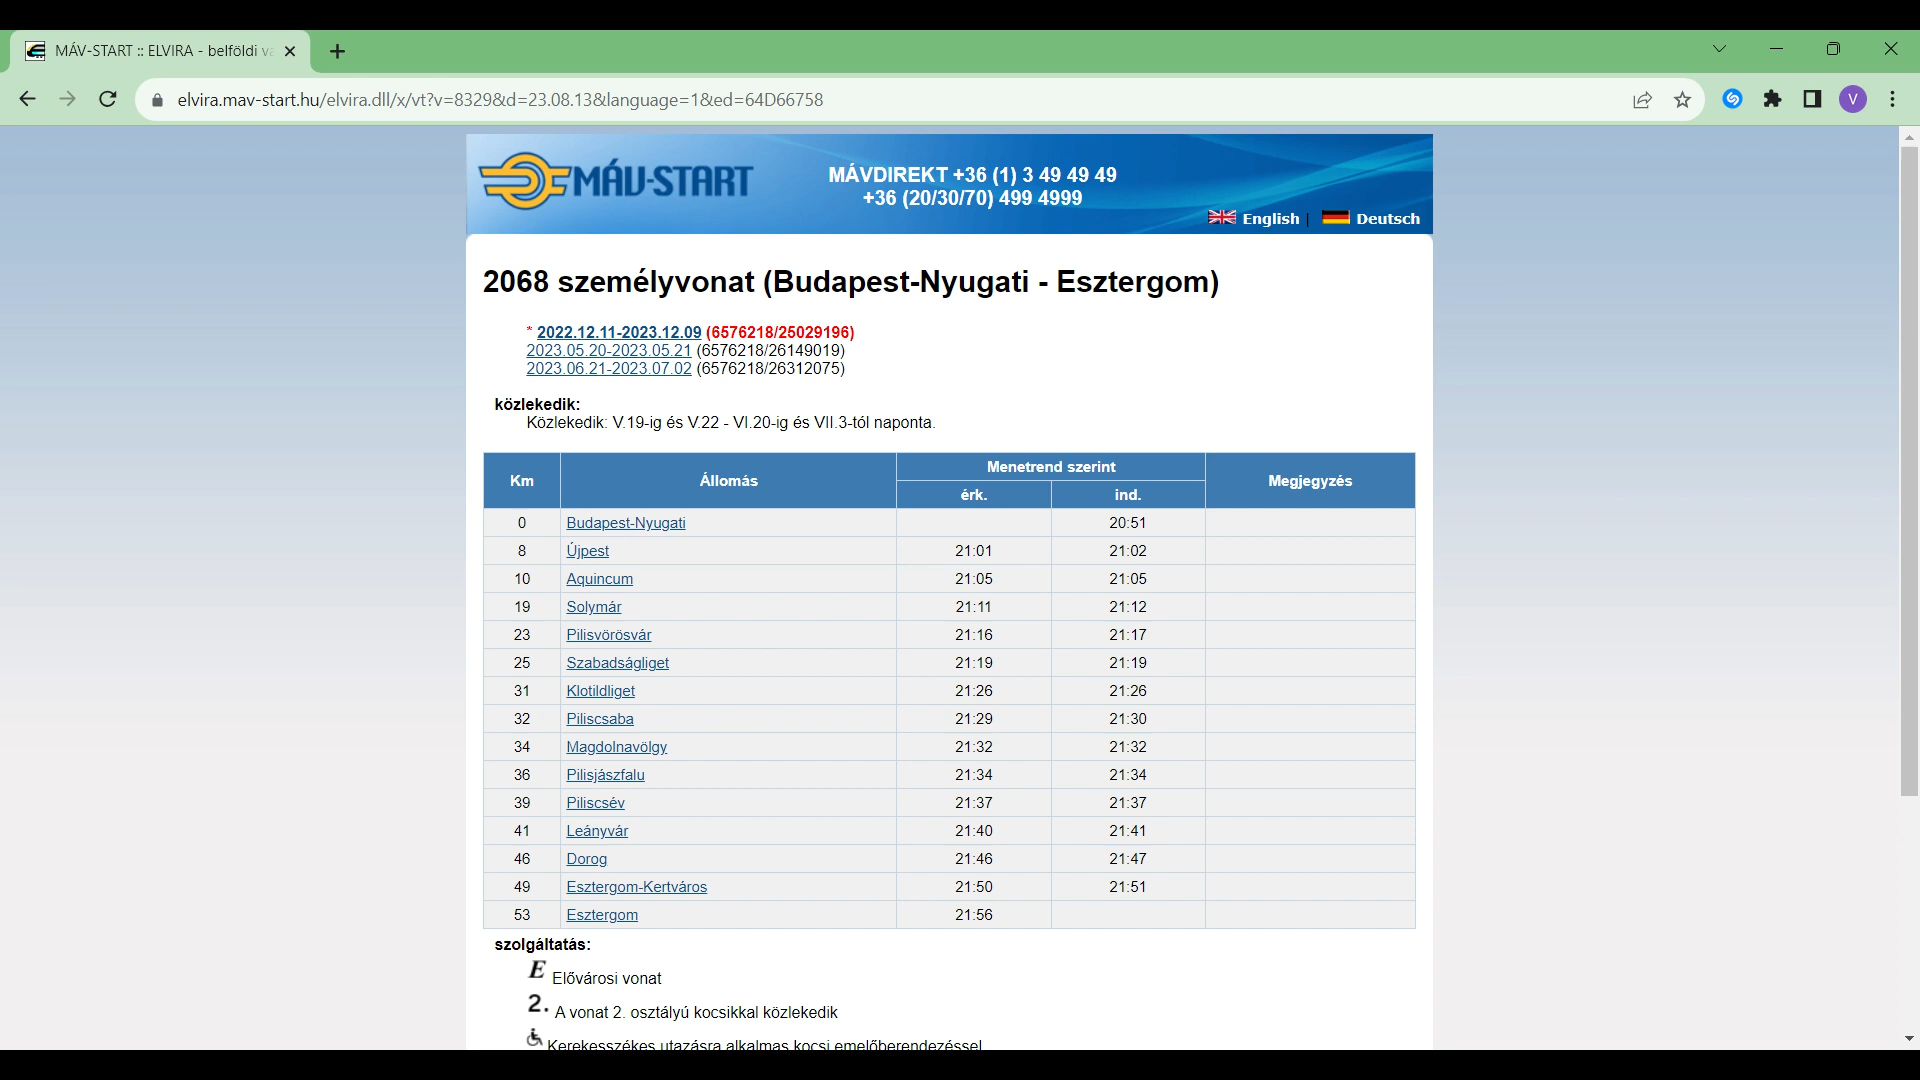 MÁV-START :: ELVIRA - belföldi va
elvira.mav-start.hu/elvira.dll/x/vt?v=8329&d=23.08.13&language=1&ed=64D66758
V
MÁV-START
MÁVDIREKT +36 (1) 3 49 49 49
+36 (20/30/70) 499 4999
English | Deutsch
2068 személyvonat (Budapest-Nyugati - Esztergom)
* 2022.12.11-2023.12.09 (6576218/25029196)
2023.05.20-2023.05.21 (6576218/26149019)
2023.06.21-2023.07.02 (6576218/26312075)
közlekedik:
Közlekedik: V.19-ig és V.22 - VI.20-ig és VII.3-tól naponta.
Km Állomás Menetrend szerint Megjegyzés
érk. ind.
0 Budapest-Nyugati 20:51
8 Újpest 21:01 21:02
10 Aquincum 21:05 21:05
19 Solymár 21:11 21:12
23 Pilisvörösvár 21:16 21:17
25 Szabadságliget 21:19 21:19
31 Klotildliget 21:26 21:26
32 Piliscsaba 21:29 21:30
34 Magdolnavölgy 21:32 21:32
36 Pilisjászfalu 21:34 21:34
39 Piliscsév 21:37 21:37
41 Leányvár 21:40 21:41
46 Dorog 21:46 21:47
49 Esztergom-Kertváros 21:50 21:51
53 Esztergom 21:56
szolgáltatás:
E Elővárosi vonat
2. A vonat 2. osztályú kocsikkal közlekedik
Kerekesszékes utazásra alkalmas kocsi emelőberendezéssel